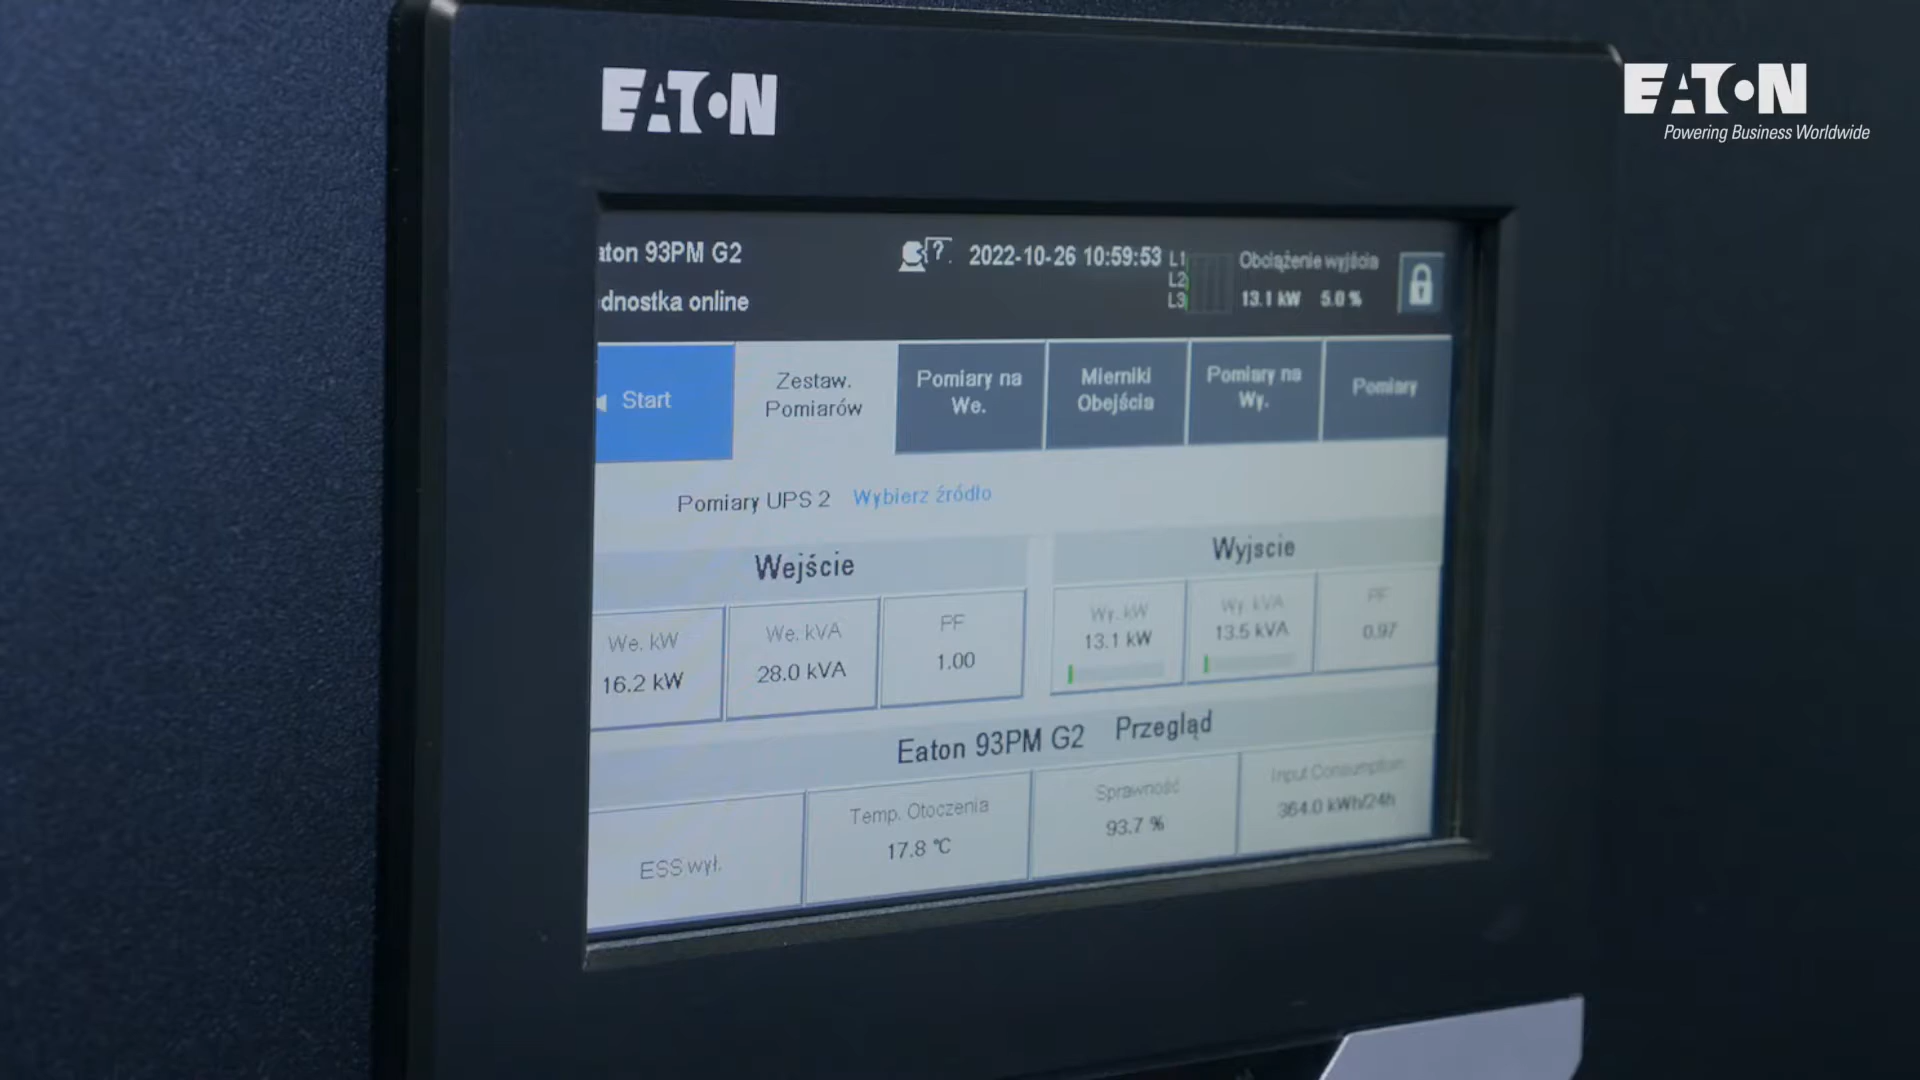 EATON
EATON
Powering Business Worldwide
aton 93PM G2
2022-10-26 10:59:53
L1
L2
L3
Obciążenie wyjścia
13.1 kW 5.0 %
dnostka online
Start
Zestaw.
Pomiarów
Pomiary na
We.
Mierniki
Obejścia
Pomiary na
Wy.
Pomiary
Pomiary UPS 2 Wybierz źródło
Wejście
Wyjscie
We. kW
16.2 kW
We. kVA
28.0 kVA
PF
1.00
Wy. kW
13.1 kW
Wy. kVA
13.5 kVA
PF
0.97
Eaton 93PM G2 Przegląd
ESS wył.
Temp. Otoczenia
17.8 °C
Sprawność
93.7 %
Input Consumption
364.0 kWh/24h